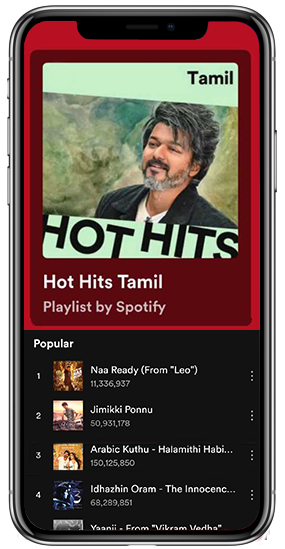 Tamil
HOT HITS
Hot Hits Tamil
Playlist by Spotify
Popular
1
Naa Ready (From "Leo")
11,336,937
2
Jimikki Ponnu
50,931,178
3
Arabic Kuthu - Halamithi Habi...
150,125,850
4
Idhazhin Oram - The Innocenc...
68,289,851
Yaanji - From "Vikram Vedha"